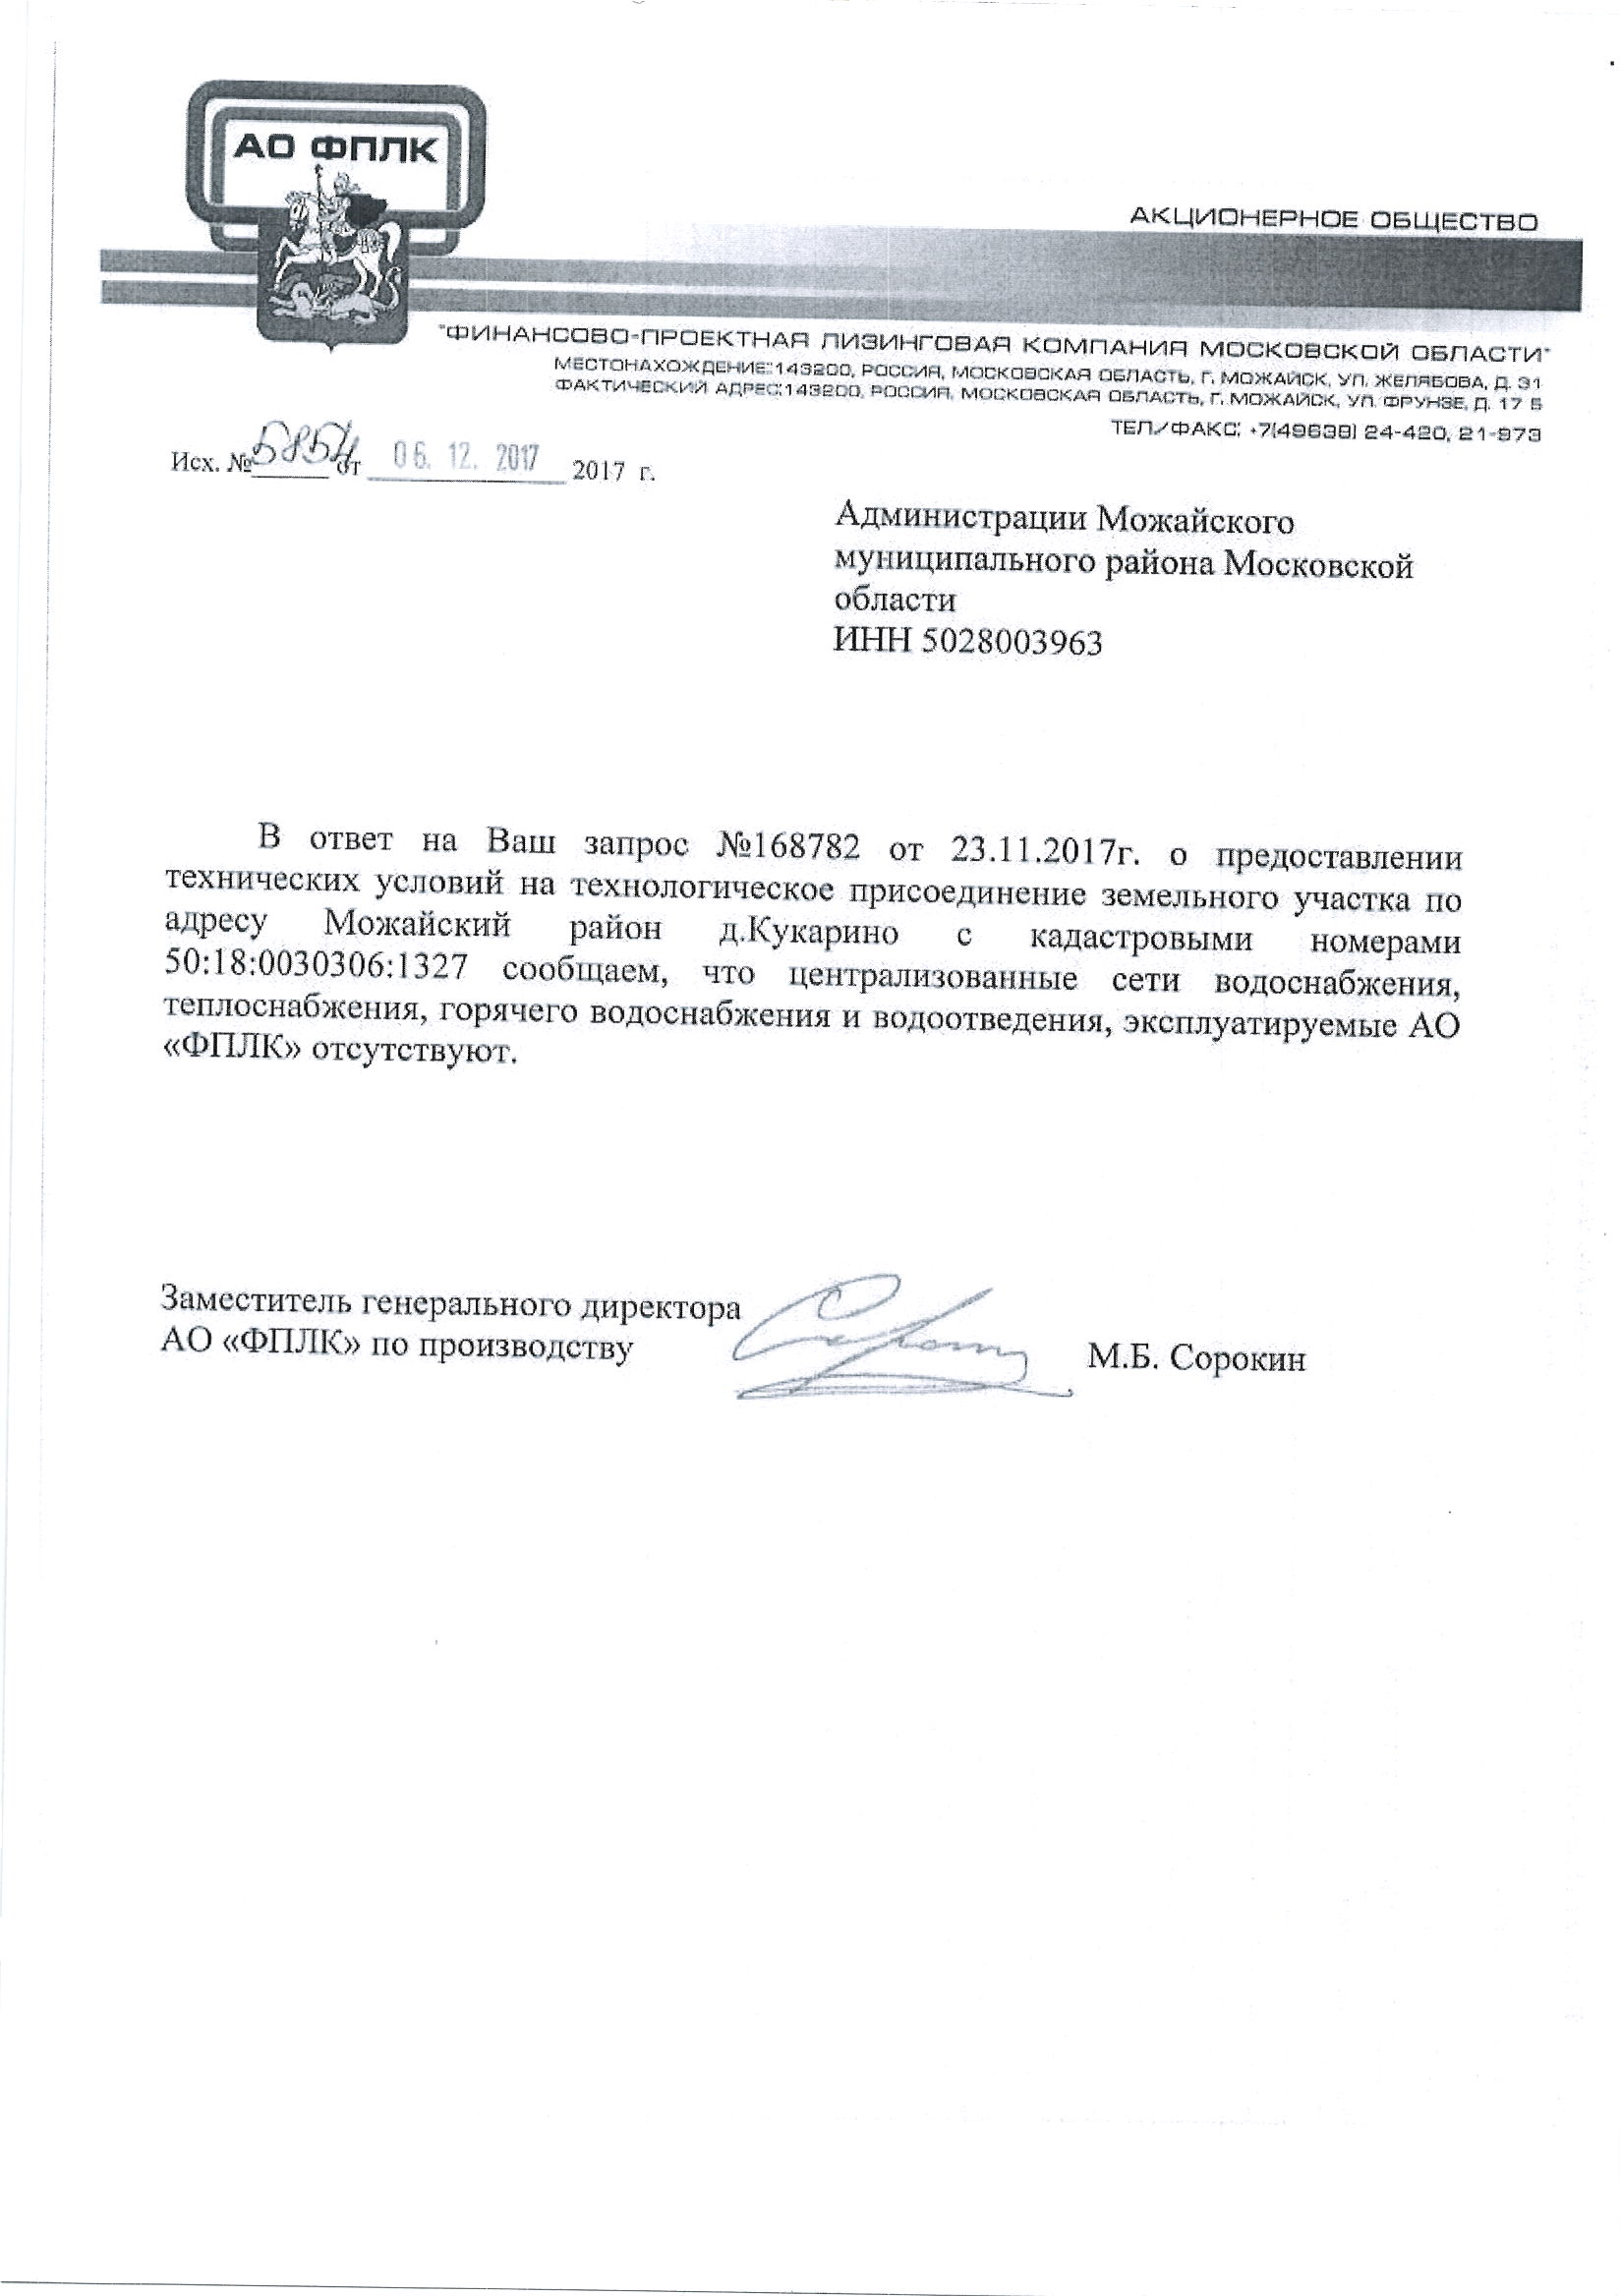 АО ФПЛК
АКЦИОНЕРНОЕ ОБЩЕСТВО
"ФИНАНСОВО-ПРОЕКТНАЯ ЛИЗИНГОВАЯ КОМПАНИЯ МОСКОВСКОЙ ОБЛАСТИ"
МЕСТОНАХОЖДЕНИЕ:143200, РОССИЯ, МОСКОВСКАЯ ОБЛАСТЬ, Г. МОЖАЙСК, УЛ. ЖЕЛЯБОВА, Д. 31
ФАКТИЧЕСКИЙ АДРЕС:143200, РОССИЯ, МОСКОВСКАЯ ОБЛАСТЬ, Г. МОЖАЙСК, УЛ. ФРУНЗЕ, Д. 17 Б
ТЕЛ./ФАКС: +7(49638) 24-420, 21-973
Исх. № 5854 от 06. 12. 2017 2017 г.
Администрации Можайского
муниципального района Московской
области
ИНН 5028003963
В ответ на Ваш запрос №168782 от 23.11.2017г. о предоставлении
технических условий на технологическое присоединение земельного участка по
адресу Можайский район д.Кукарино с кадастровыми номерами
50:18:0030306:1327 сообщаем, что централизованные сети водоснабжения,
теплоснабжения, горячего водоснабжения и водоотведения, эксплуатируемые АО
«ФПЛК» отсутствуют.
Заместитель генерального директора
АО «ФПЛК» по производству
М.Б. Сорокин